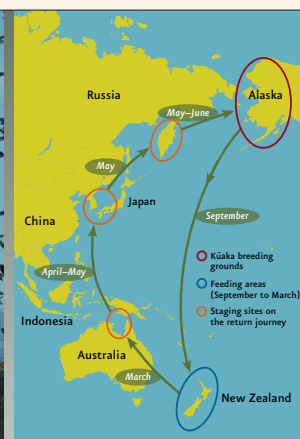 Russia
Alaska
May–June
May
Japan
September
China
Kūaka breeding
grounds
Feeding areas
(September to March)
Staging sites on
the return journey
April–May
Indonesia
Australia
March
New Zealand